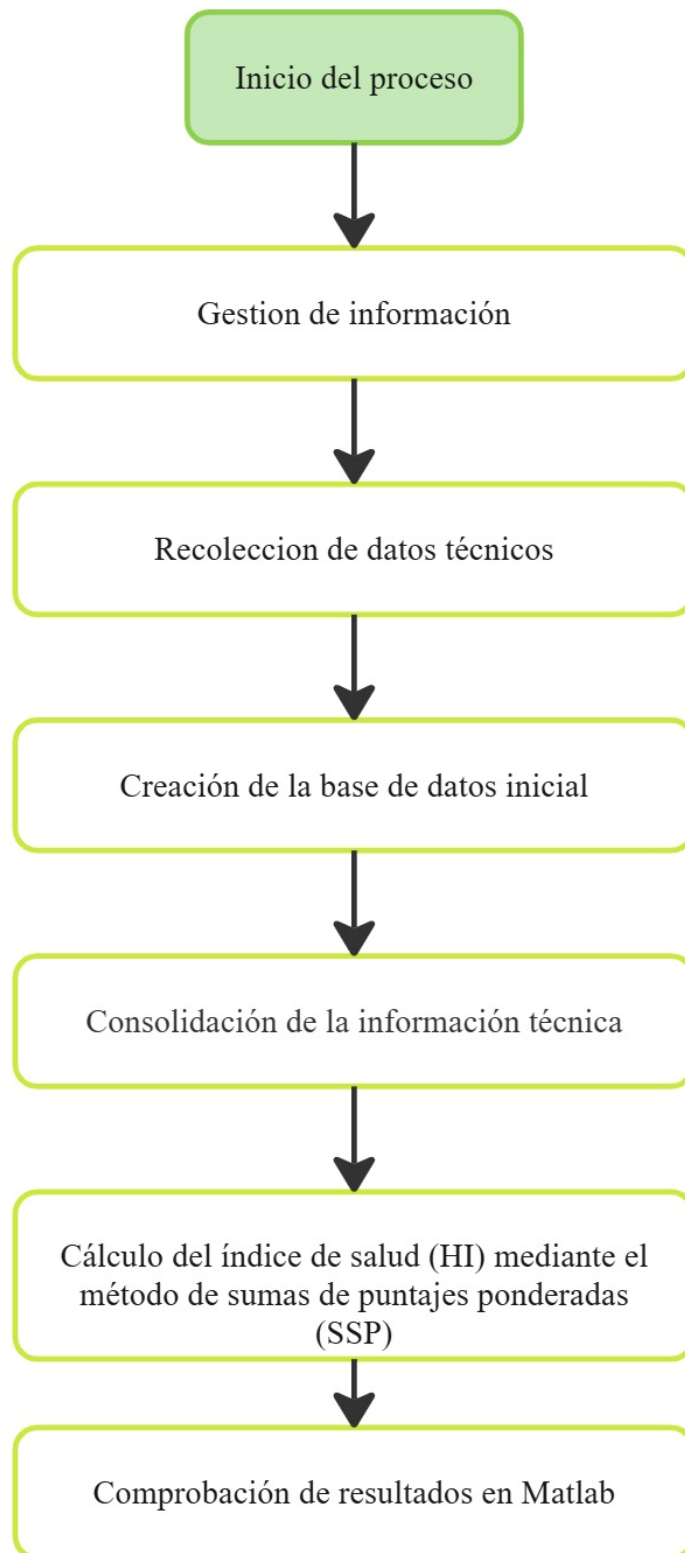 Inicio del proceso
Gestion de información
Recoleccion de datos técnicos
Creación de la base de datos inicial
Consolidación de la información técnica
Cálculo del índice de salud (HI) mediante el
método de sumas de puntajes ponderadas
(SSP)
Comprobación de resultados en Matlab